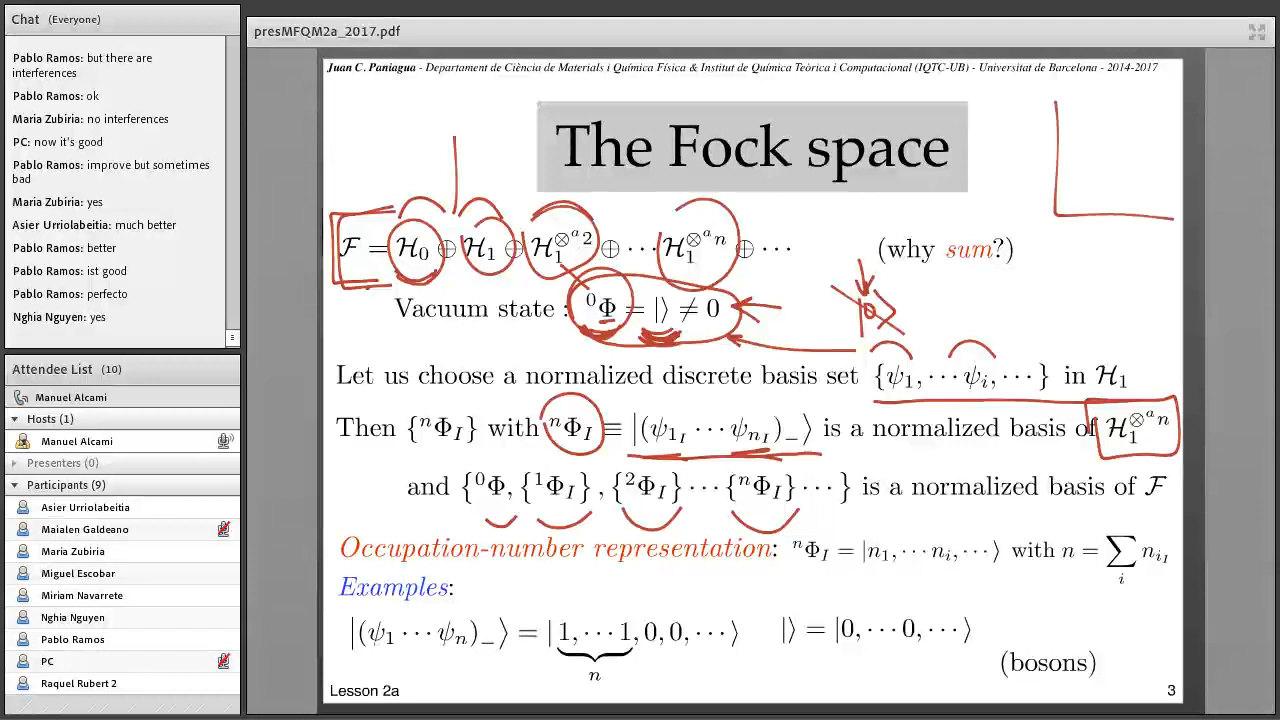 Chat (Everyone)
Pablo Ramos: but there are
interferences
Pablo Ramos: ok
Maria Zubiria: no interferences
PC: now it's good
Pablo Ramos: improve but sometimes
bad
Maria Zubiria: yes
Asier Urriolabeitia: much better
Pablo Ramos: better
Pablo Ramos: ist good
Pablo Ramos: perfecto
Nghia Nguyen: yes
Attendee List (10)
Manuel Alcami
Hosts (1)
Manuel Alcami
Presenters (0)
Participants (9)
Asier Urriolabeitia
Maialen Galdeano
Maria Zubiria
Miguel Escobar
Miriam Navarrete
Nghia Nguyen
Pablo Ramos
PC
Raquel Rubert 2
presMFQM2a_2017.pdf
Juan C. Paniagua - Departament de Ciència de Materials i Química Física & Institut de Química Teòrica i Computacional (IQTC-UB) - Universitat de Barcelona - 2014-2017
The Fock space
ℱ = ℋ₀ ⊕ ℋ₁ ⊕ ℋ₁^{⊗ᵃ2} ⊕ ⋯ ℋ₁^{⊗ᵃn} ⊕ ⋯ (why sum?)
Vacuum state : ⁰Φ = |⟩ ≠ 0 |0⟩
Let us choose a normalized discrete basis set {ψ₁, ⋯ ψᵢ, ⋯} in ℋ₁
Then {ⁿΦ_I} with ⁿΦ_I ≡ |(ψ_{1_I} ⋯ ψ_{n_I})₋⟩ is a normalized basis of ℋ₁^{⊗ᵃn}
and {⁰Φ, {¹Φ_I}, {²Φ_I} ⋯ {ⁿΦ_I} ⋯} is a normalized basis of ℱ
Occupation-number representation: ⁿΦ_I = |n₁, ⋯ nᵢ, ⋯⟩ with n = ∑_i n_{i_I}
Examples:
|(ψ₁ ⋯ ψₙ)₋⟩ = |1, ⋯ 1, 0, 0, ⋯⟩ |⟩ = |0, ⋯ 0, ⋯⟩
n
(bosons)
Lesson 2a
3